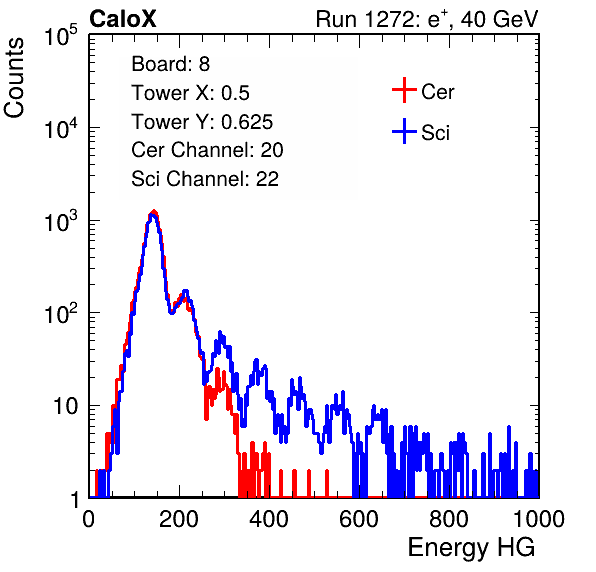 CaloX Run 1272: e⁺, 40 GeV
Counts
10⁵
10⁴
10³
10²
10
1
Board: 8
Tower X: 0.5
Tower Y: 0.625
Cer Channel: 20
Sci Channel: 22
Cer
Sci
0 200 400 600 800 1000
Energy HG